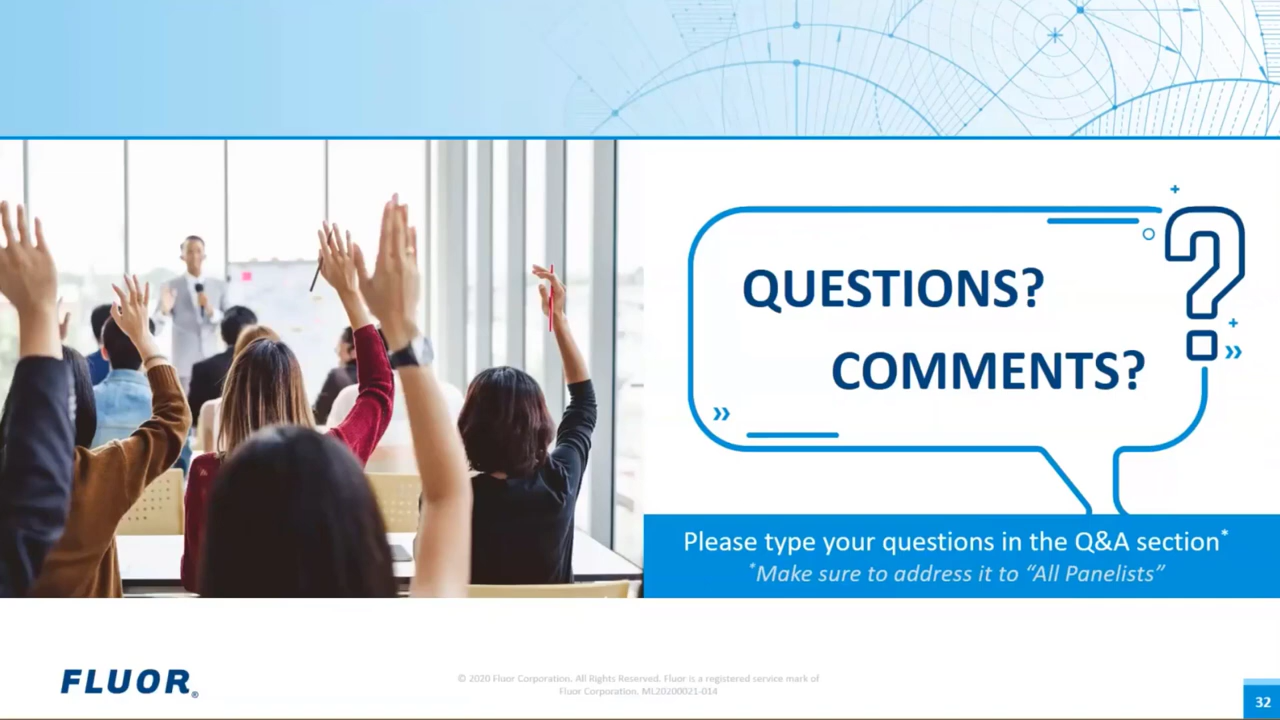 QUESTIONS?
COMMENTS?
Please type your questions in the Q&A section*
*Make sure to address it to “All Panelists”
FLUOR®
© 2020 Fluor Corporation. All Rights Reserved. Fluor is a registered service mark of
Fluor Corporation. ML20200021-014
32